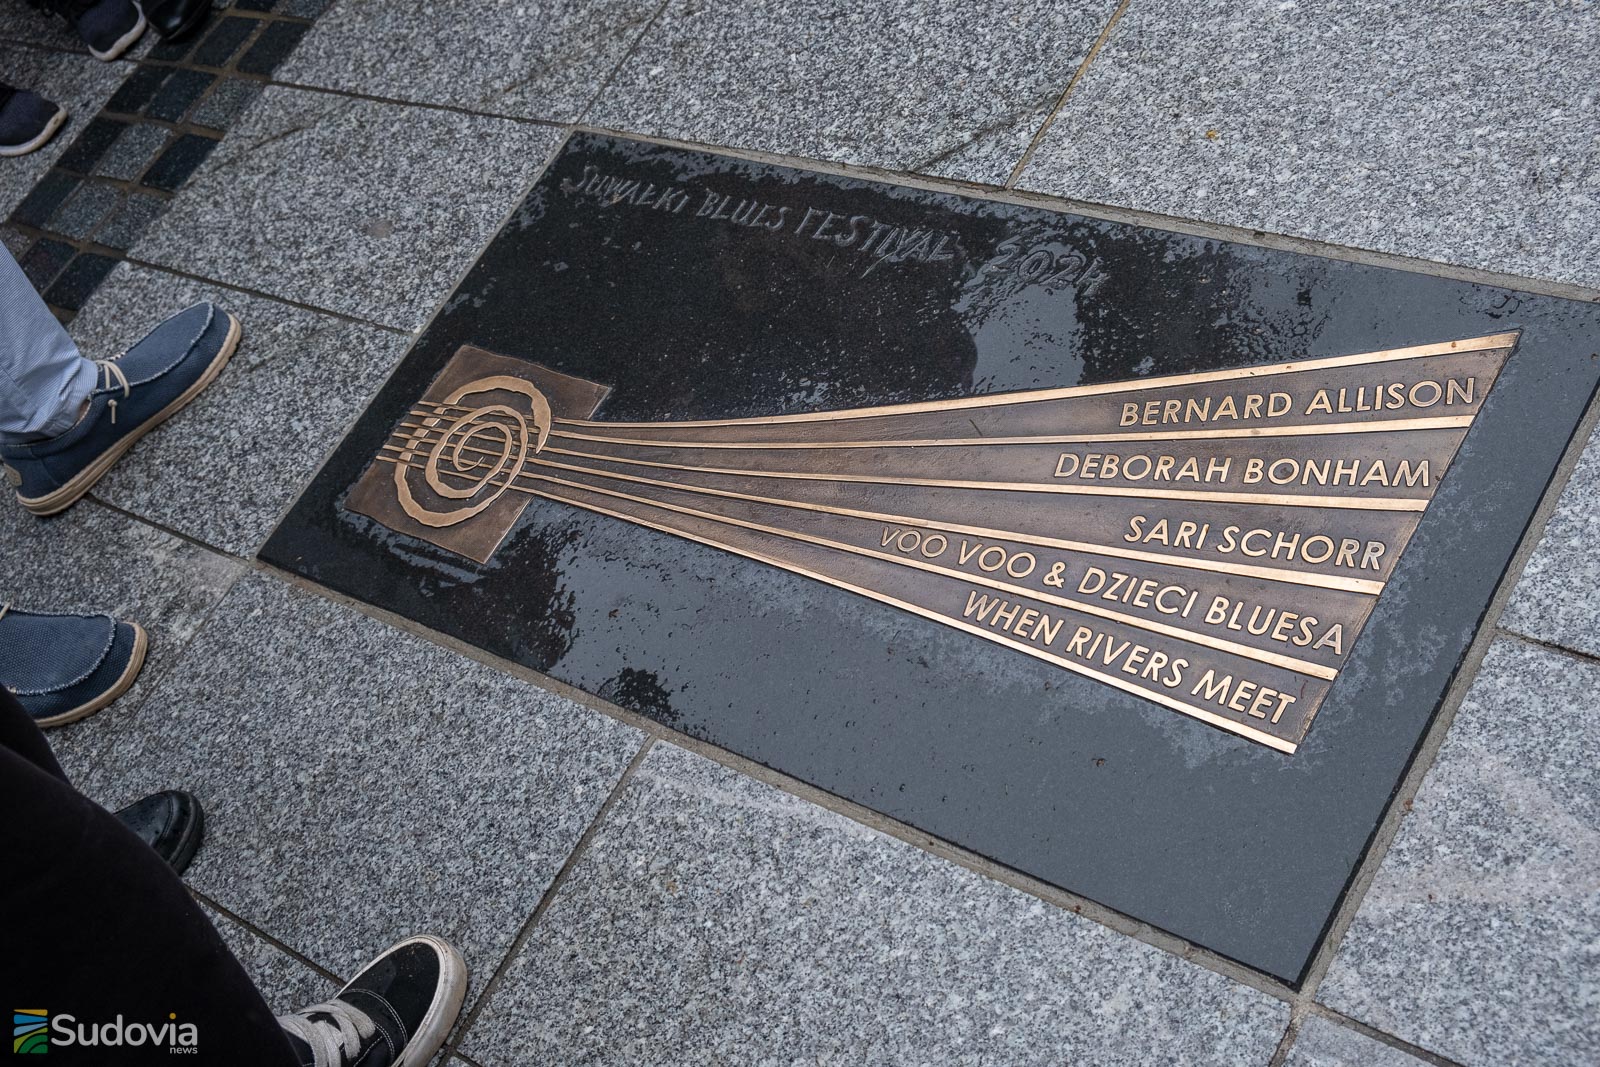 SUWAŁKI BLUES FESTIVAL 2024
BERNARD ALLISON
DEBORAH BONHAM
SARI SCHORR
VOO VOO & DZIECI BLUESA
WHEN RIVERS MEET
Sudovia
news